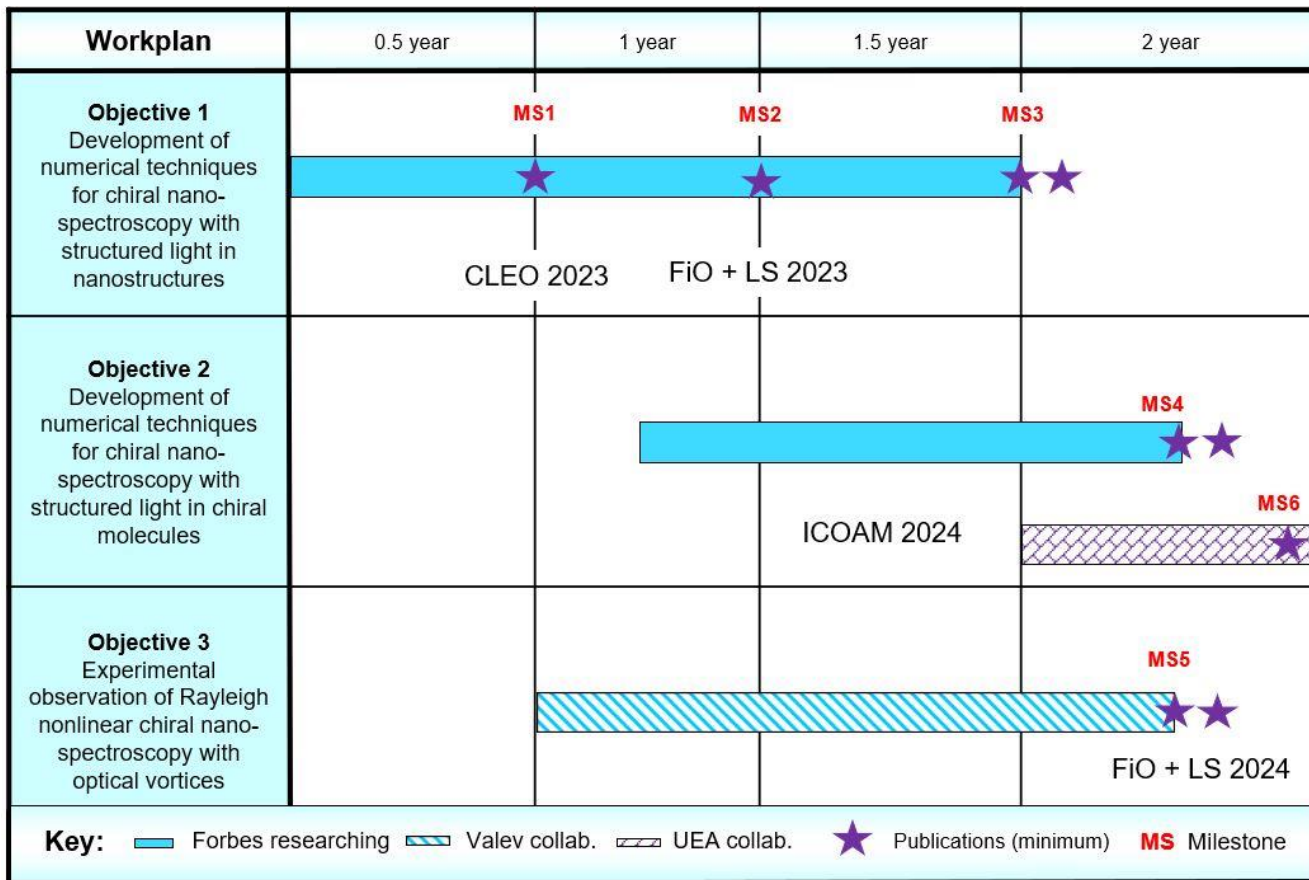 Workplan
0.5 year
1 year
1.5 year
2 year
Objective 1
Development of
numerical techniques
for chiral nano-
spectroscopy with
structured light in
nanostructures
MS1
MS2
MS3
CLEO 2023
FiO + LS 2023
Objective 2
Development of
numerical techniques
for chiral nano-
spectroscopy with
structured light in chiral
molecules
MS4
MS6
ICOAM 2024
Objective 3
Experimental
observation of Rayleigh
nonlinear chiral nano-
spectroscopy with
optical vortices
MS5
FiO + LS 2024
Key:
Forbes researching
Valev collab.
UEA collab.
Publications (minimum)
MS Milestone